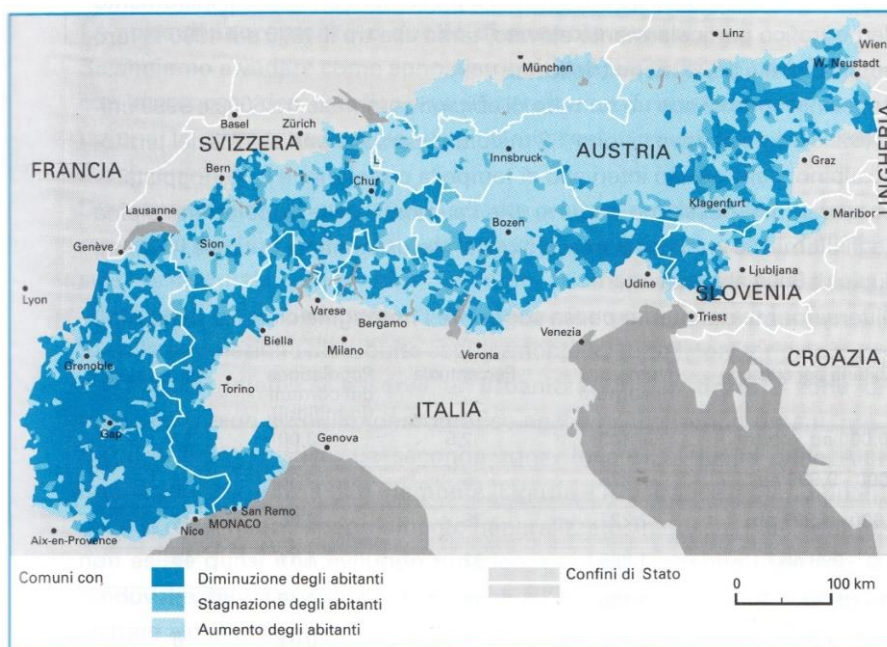 Linz
Wien
W. Neustadt
München
Basel
Zürich
SVIZZERA
FRANCIA
Bern
Innsbruck
AUSTRIA
UNGHERIA
Graz
Chur
Lausanne
Klagenfurt
Maribor
Genève
Sion
Bozen
Lyon
Udine
Ljubljana
SLOVENIA
Varese
Bergamo
Triest
Biella
Milano
Verona
Venezia
CROAZIA
Grenoble
Torino
ITALIA
Gap
Genova
San Remo
MONACO
Nice
Aix-en-Provence
Comuni con
Diminuzione degli abitanti
Stagnazione degli abitanti
Aumento degli abitanti
Confini di Stato
0 100 km